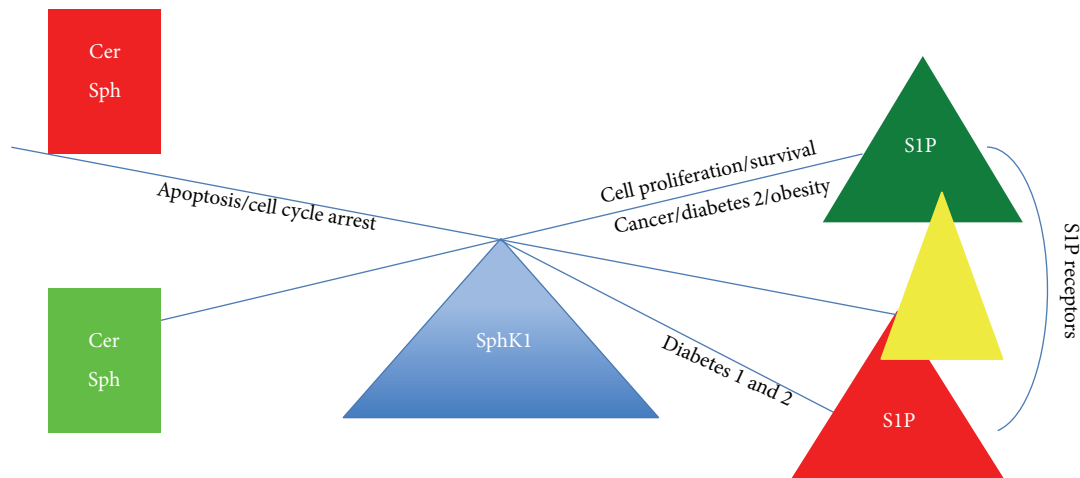 Cer
Sph
Apoptosis/cell cycle arrest
Cell proliferation/survival
Cancer/diabetes 2/obesity
S1P
S1P receptors
Cer
Sph
SphK1
Diabetes 1 and 2
S1P